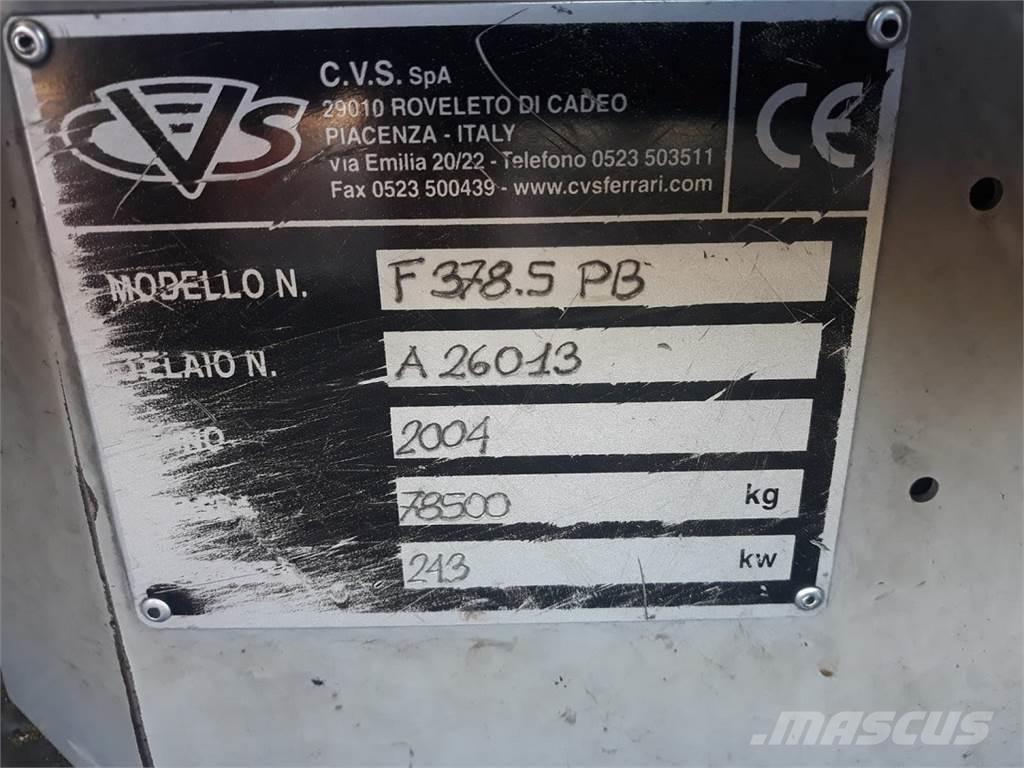 CVS
C.V.S. SpA
29010 ROVELETO DI CADEO
PIACENZA - ITALY
via Emilia 20/22 - Telefono 0523 503511
Fax 0523 500439 - www.cvsferrari.com
CE
MODELLO N. F 378.5 PB
TELAIO N. A 26013
2004
78500 kg
243 kw
MASCUS